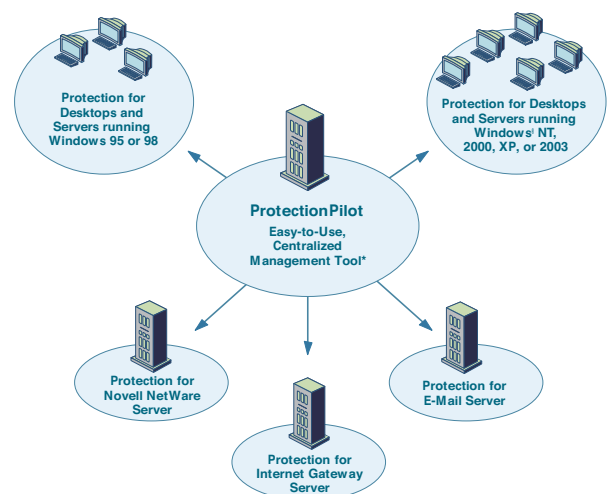 Protection for
Desktops and
Servers running
Windows 95 or 98
Protection for Desktops
and Servers running
Windows® NT,
2000, XP, or 2003
ProtectionPilot
Easy-to-Use,
Centralized
Management Tool*
Protection for
Novell NetWare
Server
Protection for
E-Mail Server
Protection for
Internet Gateway
Server